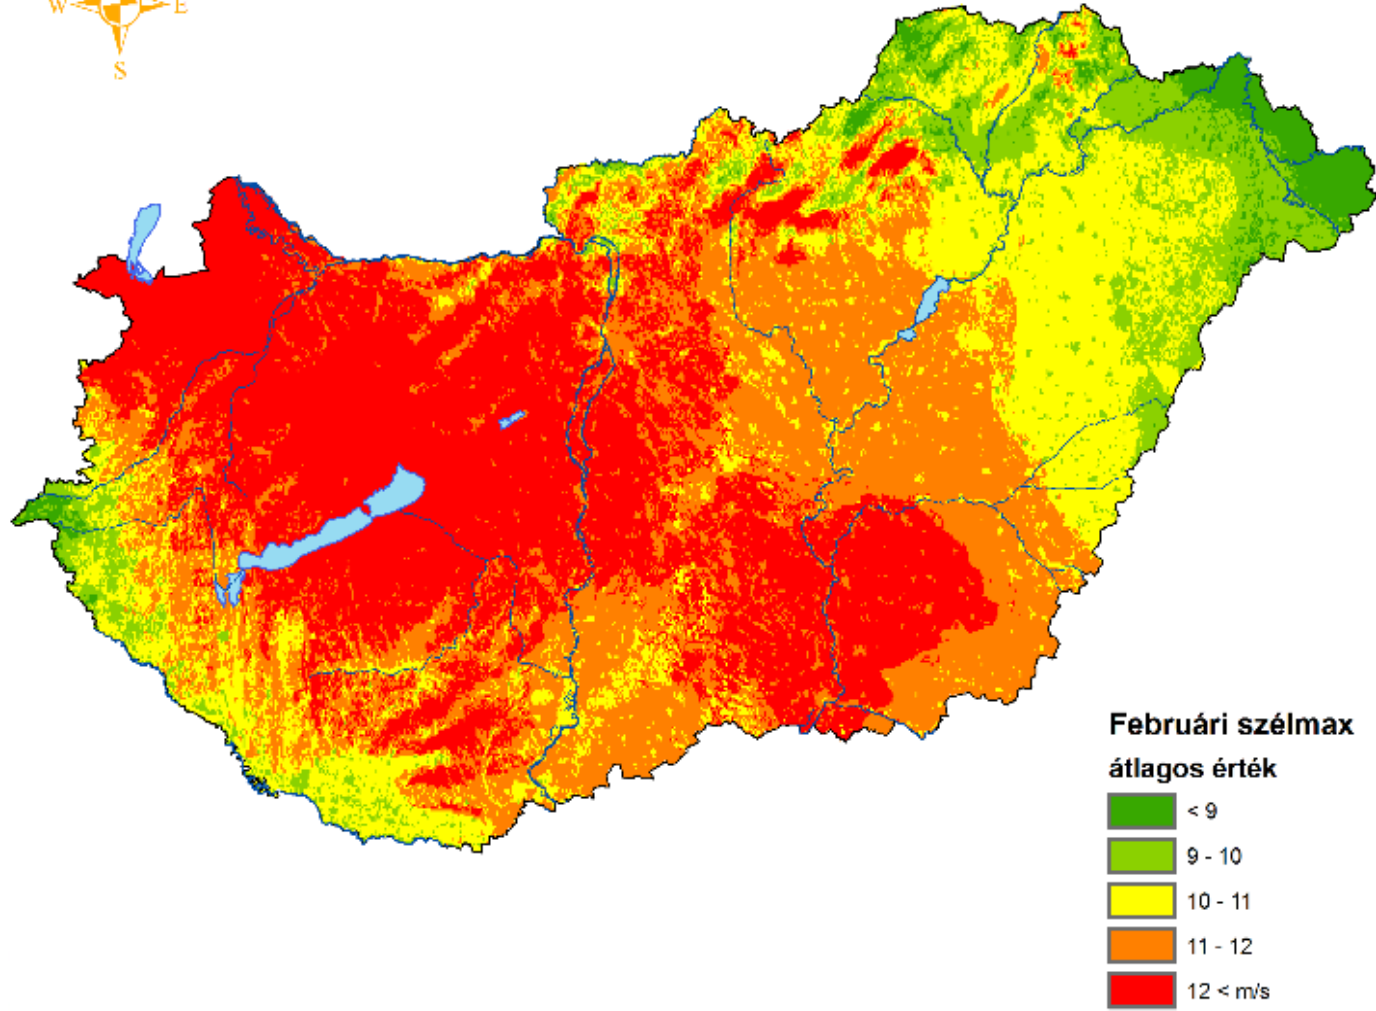 W E
S
Februári szélmax
átlagos érték
< 9
9 - 10
10 - 11
11 - 12
12 < m/s